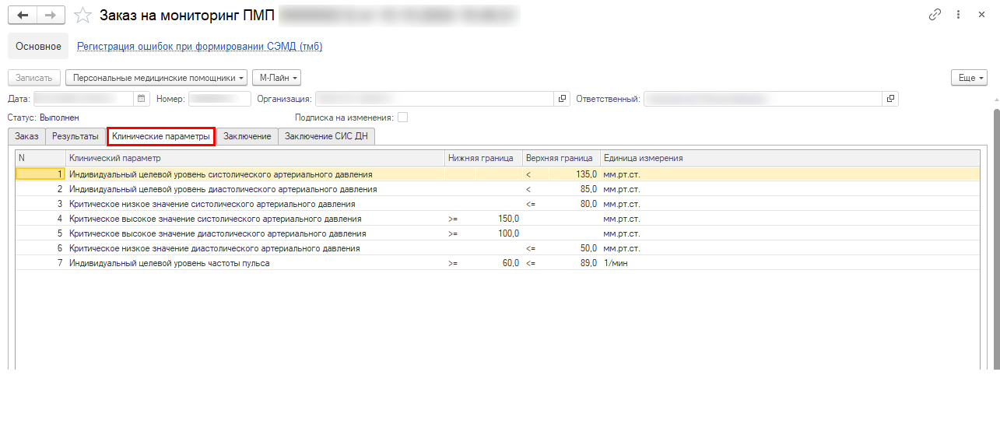 Заказ на мониторинг ПМП
Основное Регистрация ошибок при формировании СЭМД (тмб)
Записать Персональные медицинские помощники М-Лайн Еще
Дата: Номер: Организация: Ответственный:
Статус: Выполнен Подписка на изменения:
Заказ Результаты Клинические параметры Заключение Заключение СИС ДН
N Клинический параметр Нижняя граница Верхняя граница Единица измерения
1 Индивидуальный целевой уровень систолического артериального давления < 135,0 мм.рт.ст.
2 Индивидуальный целевой уровень диастолического артериального давления < 85,0 мм.рт.ст.
3 Критическое низкое значение систолического артериального давления <= 80,0 мм.рт.ст.
4 Критическое высокое значение систолического артериального давления >= 150,0 мм.рт.ст.
5 Критическое высокое значение диастолического артериального давления >= 100,0 мм.рт.ст.
6 Критическое низкое значение диастолического артериального давления <= 50,0 мм.рт.ст.
7 Индивидуальный целевой уровень частоты пульса >= 60,0 <= 89,0 1/мин